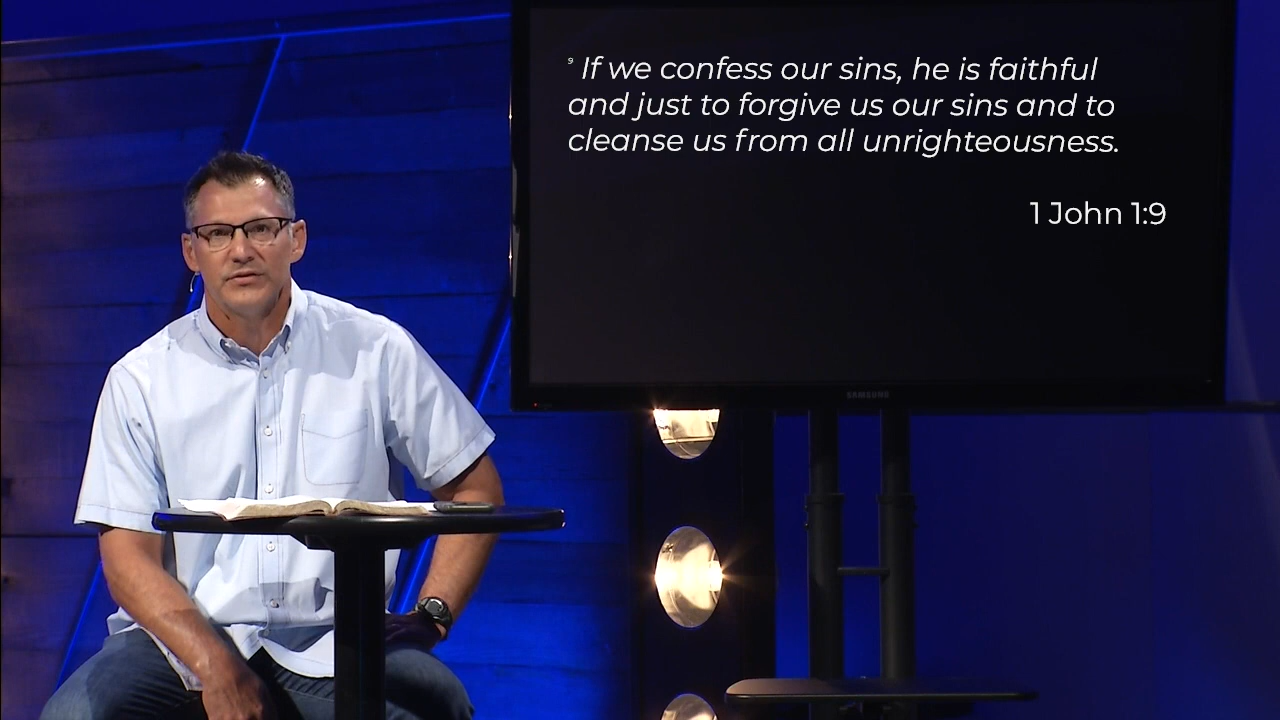 ⁹ If we confess our sins, he is faithful
and just to forgive us our sins and to
cleanse us from all unrighteousness.
1 John 1:9
SAMSUNG